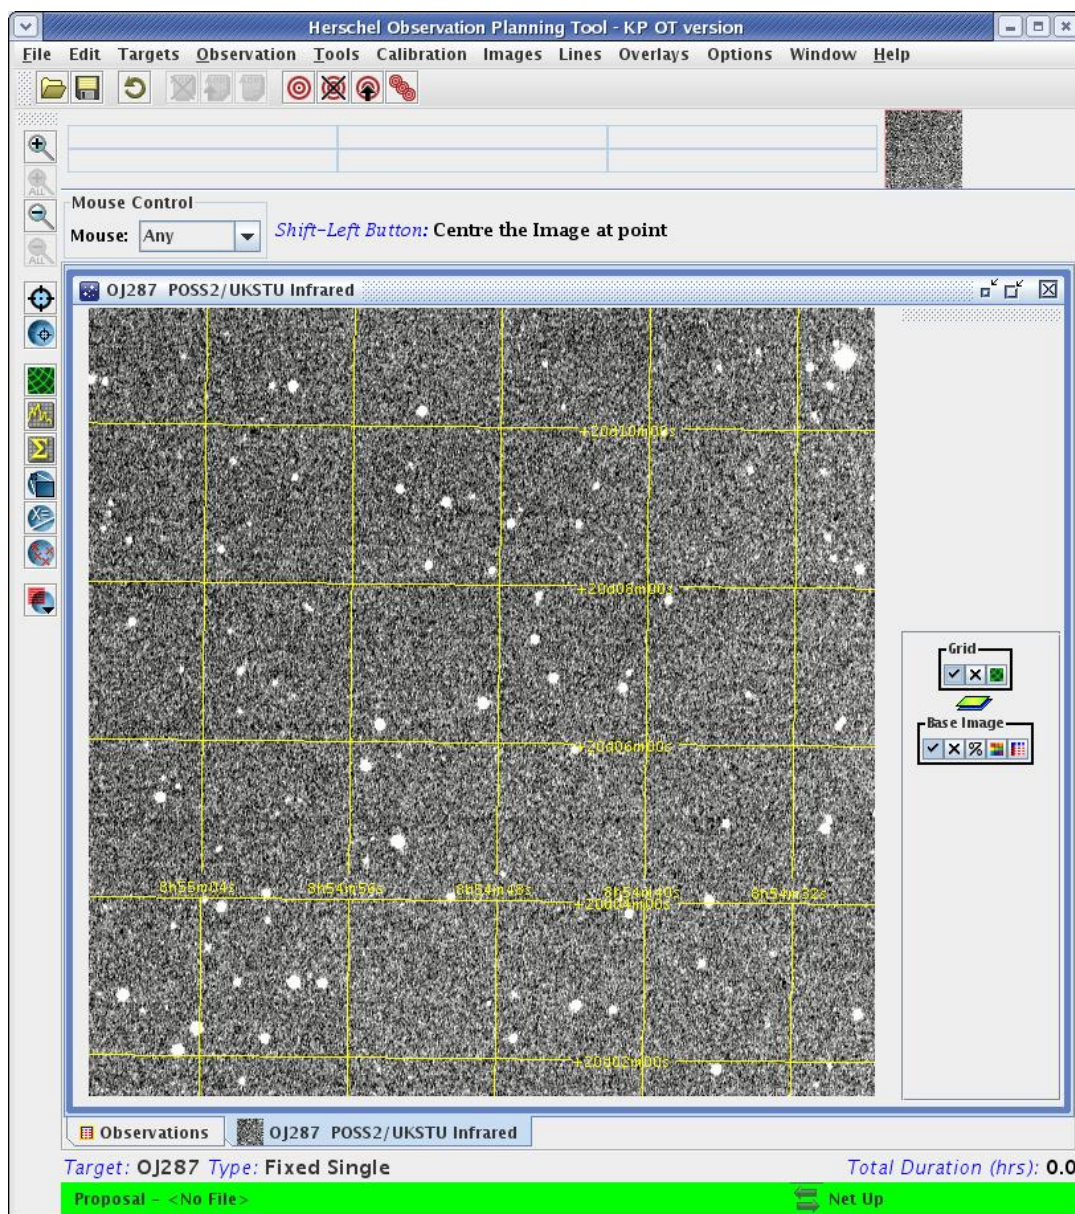 Herschel Observation Planning Tool - KP OT version
File Edit Targets Observation Tools Calibration Images Lines Overlays Options Window Help
ALL
ALL
Mouse Control
Mouse: Any
Shift-Left Button: Centre the Image at point
OJ287 POSS2/UKSTU Infrared
+20d10m00s
+20d08m00s
Grid
Base Image
+20d06m00s
8h55m04s 8h54m56s 8h54m48s 8h54m40s 8h54m32s
+20d04m00s
+20d02m00s
Observations OJ287 POSS2/UKSTU Infrared
Target: OJ287 Type: Fixed Single Total Duration (hrs): 0.0
Proposal - <No File> Net Up